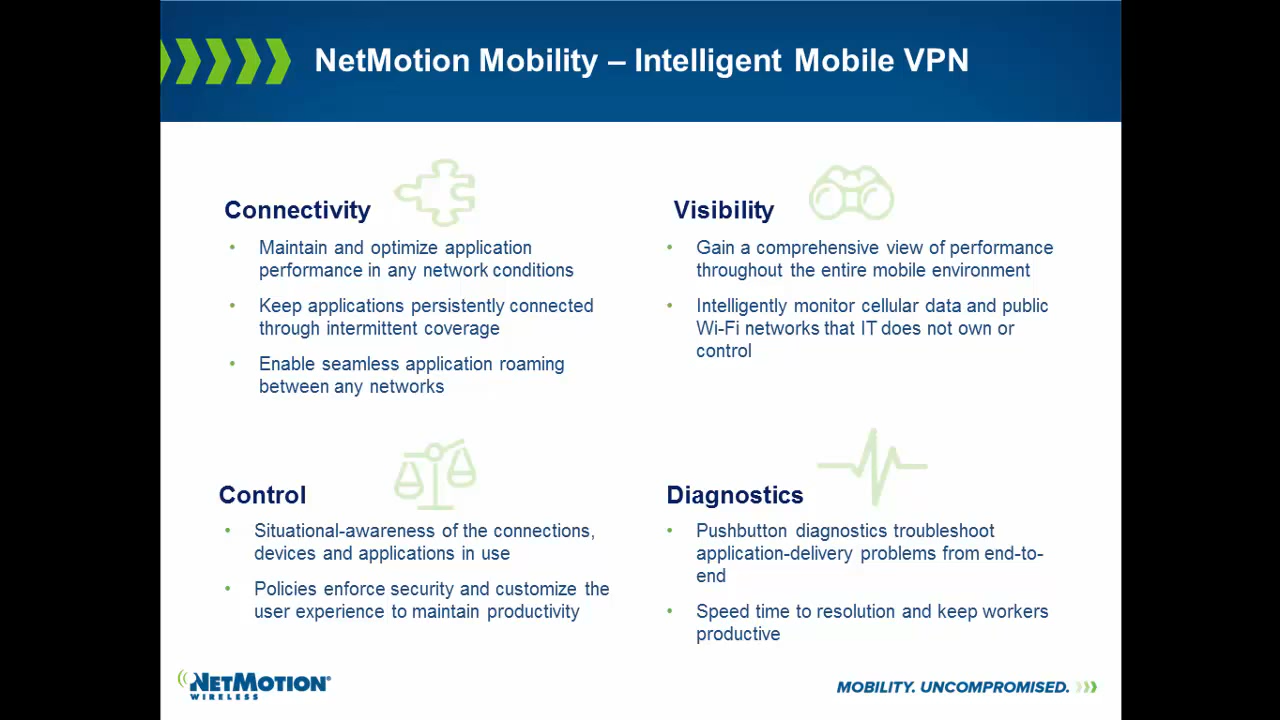 NetMotion Mobility – Intelligent Mobile VPN
Connectivity
• Maintain and optimize application
performance in any network conditions
• Keep applications persistently connected
through intermittent coverage
• Enable seamless application roaming
between any networks
Visibility
• Gain a comprehensive view of performance
throughout the entire mobile environment
• Intelligently monitor cellular data and public
Wi-Fi networks that IT does not own or
control
Control
• Situational-awareness of the connections,
devices and applications in use
• Policies enforce security and customize the
user experience to maintain productivity
Diagnostics
• Pushbutton diagnostics troubleshoot
application-delivery problems from end-to-
end
• Speed time to resolution and keep workers
productive
NETMOTION®
WIRELESS
MOBILITY. UNCOMPROMISED.